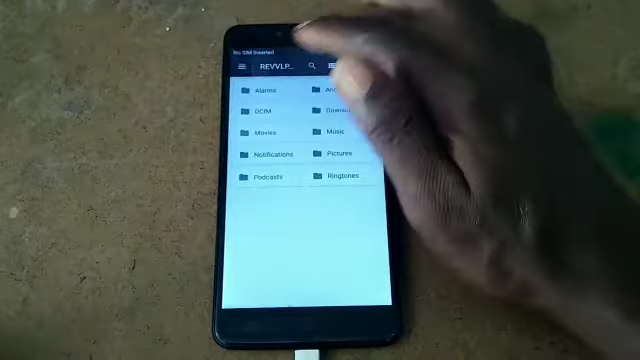 No SIM inserted
REVVLP...
Alarms
DCIM
Movies
Music
Notifications
Pictures
Podcasts
Ringtones